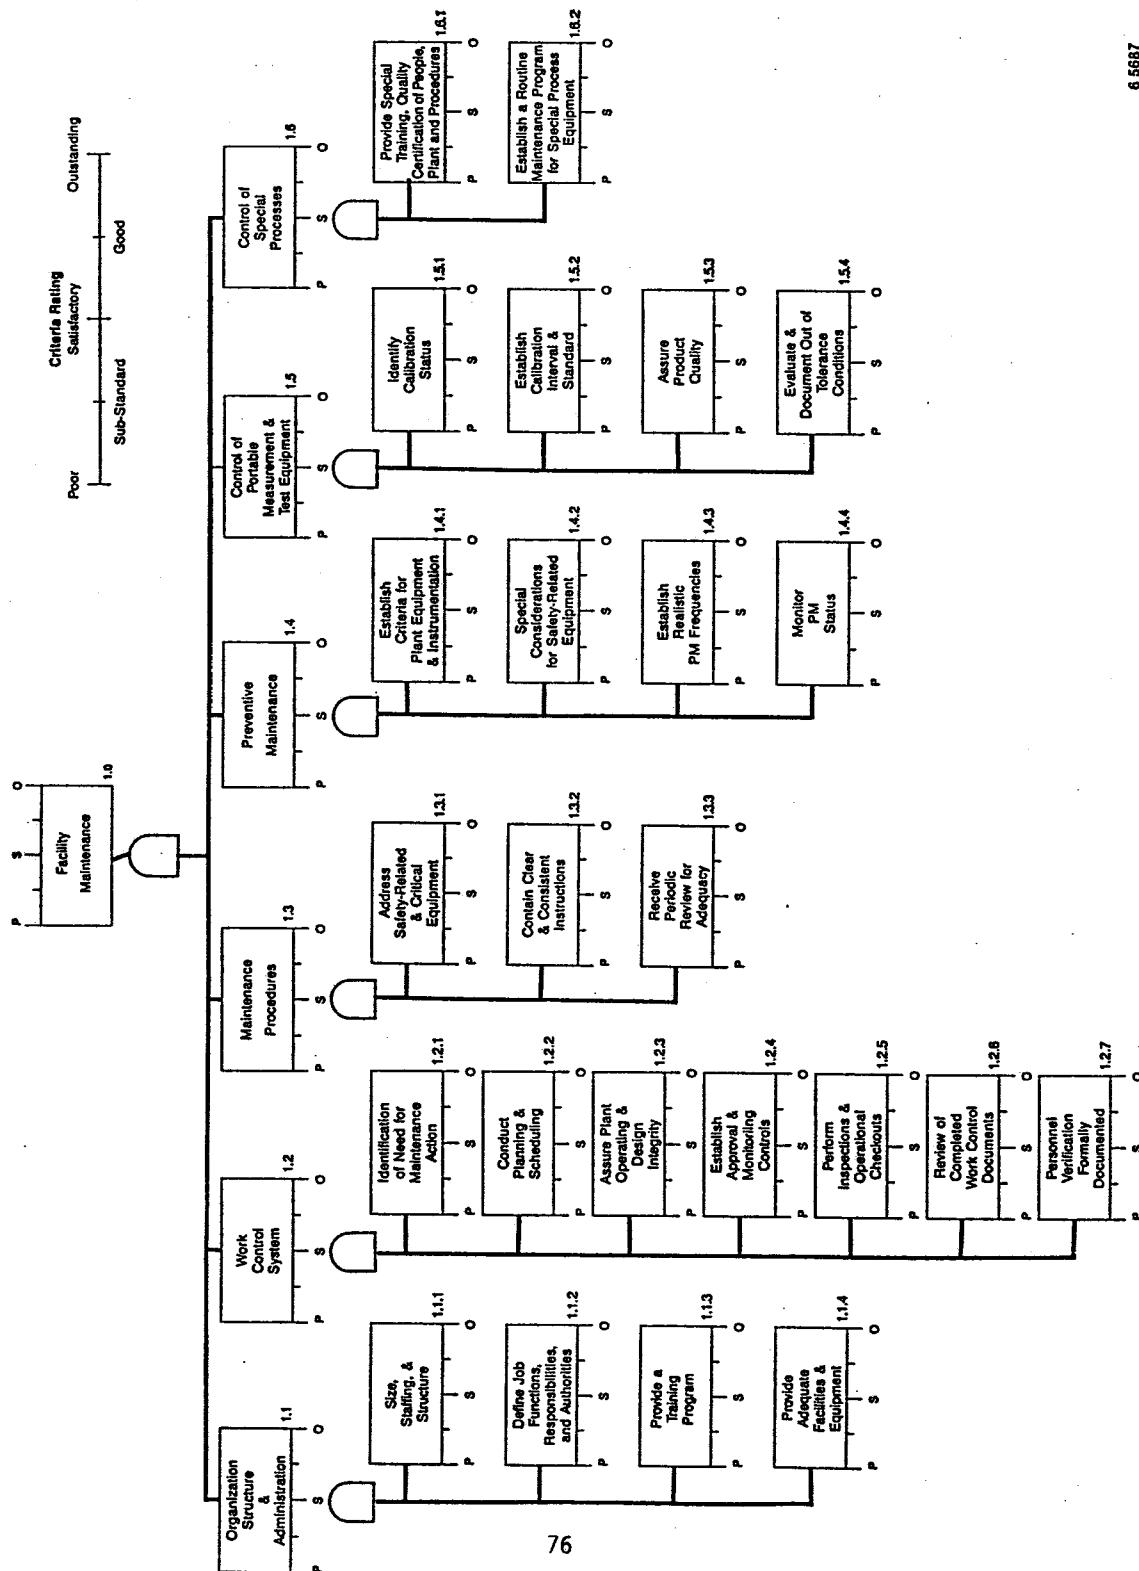 Criteria Rating
Poor
Sub-Standard
Satisfactory
Good
Outstanding
P
S
O
Facility
Maintenance
1.0
Organization
Structure
&
Administration
1.1
P
S
O
Work
Control
System
1.2
P
S
O
Maintenance
Procedures
1.3
P
S
O
Preventive
Maintenance
1.4
P
S
O
Control of
Portable
Measurement &
Test Equipment
1.5
P
S
O
Control of
Special
Processes
1.6
P
S
O
Size,
Staffing, &
Structure
1.1.1
P
S
O
Define Job
Functions,
Responsibilities,
and Authorities
1.1.2
P
S
O
Provide a
Training
Program
1.1.3
P
S
O
Provide
Adequate
Facilities &
Equipment
1.1.4
P
S
O
Identification
of Need for
Maintenance
Action
1.2.1
P
S
O
Conduct
Planning &
Scheduling
1.2.2
P
S
O
Assure Plant
Operating &
Design
Integrity
1.2.3
P
S
O
Establish
Approval &
Monitoring
Controls
1.2.4
P
S
O
Perform
Inspections &
Operational
Checkouts
1.2.5
P
S
O
Review of
Completed
Work Control
Documents
1.2.6
P
S
O
Personnel
Verification
Formally
Documented
1.2.7
P
S
O
Address
Safety-Related
& Critical
Equipment
1.3.1
P
S
O
Contain Clear
& Consistent
Instructions
1.3.2
P
S
O
Receive
Periodic
Review for
Adequacy
1.3.3
P
S
O
Establish
Criteria for
Plant Equipment
& Instrumentation
1.4.1
P
S
O
Special
Considerations
for Safety-Related
Equipment
1.4.2
P
S
O
Establish
Realistic
PM Frequencies
1.4.3
P
S
O
Monitor
PM
Status
1.4.4
P
S
O
Identify
Calibration
Status
1.5.1
P
S
O
Establish
Calibration
Interval &
Standard
1.5.2
P
S
O
Assure
Product
Quality
1.5.3
P
S
O
Evaluate &
Document Out of
Tolerance
Conditions
1.5.4
P
S
O
Provide Special
Training, Quality
Certification of People,
Plant and Procedures
1.6.1
P
S
O
Establish a Routine
Maintenance Program
for Special Process
Equipment
1.6.2
P
S
O
6 5687
76